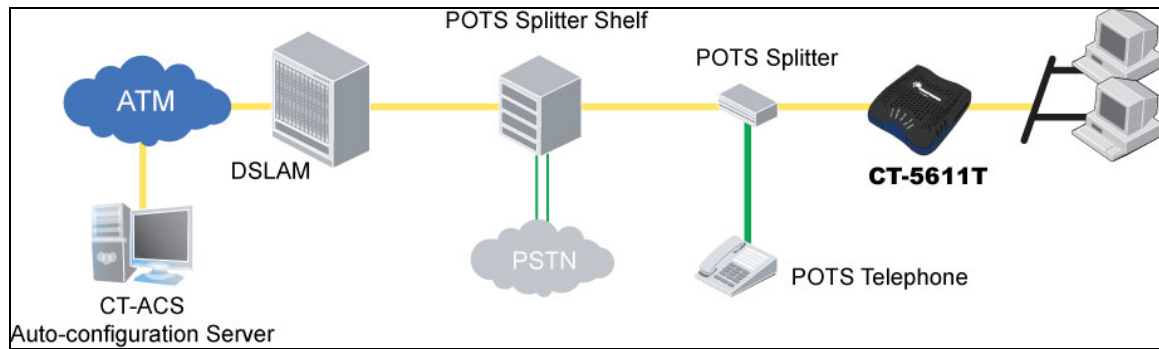 POTS Splitter Shelf
POTS Splitter
ATM
DSLAM
CT-5611T
PSTN
POTS Telephone
CT-ACS
Auto-configuration Server